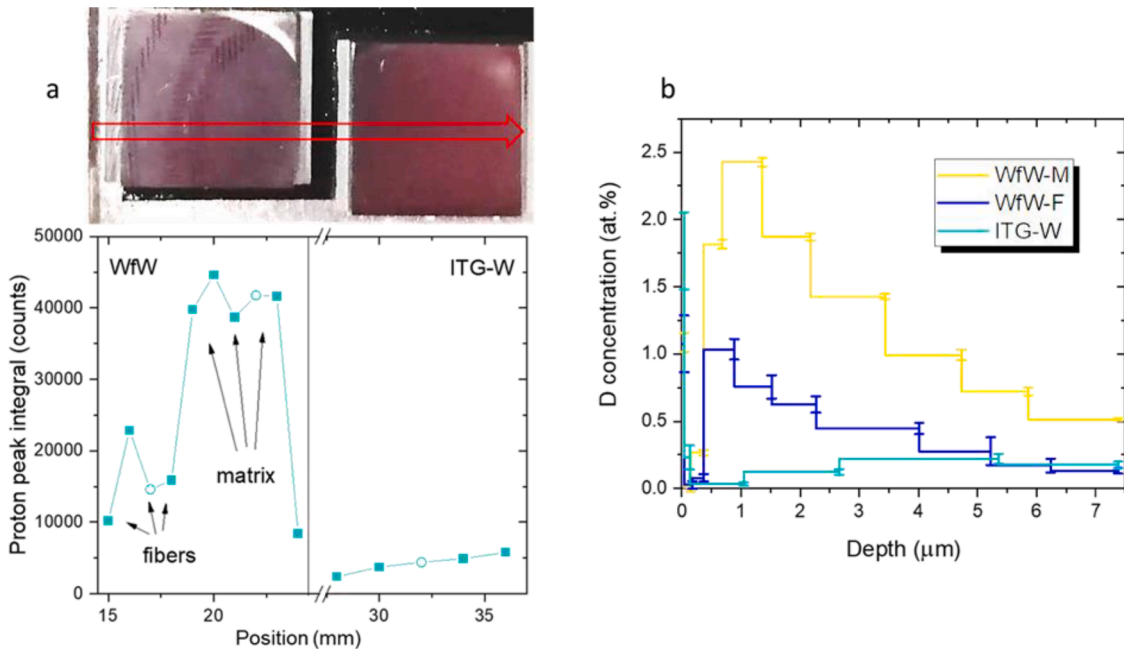 a
50000
40000
30000
20000
10000
0
Proton peak integral (counts)
WfW
ITG-W
matrix
fibers
15
20
30
35
Position (mm)
b
2.5
2.0
1.5
1.0
0.5
0.0
D concentration (at.%)
WfW-M
WfW-F
ITG-W
0
1
2
3
4
5
6
7
Depth (μm)